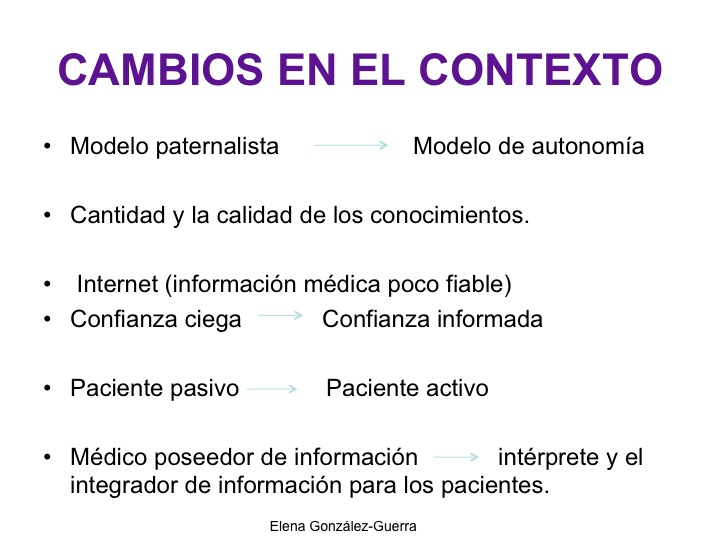 CAMBIOS EN EL CONTEXTO
• Modelo paternalista → Modelo de autonomía
• Cantidad y la calidad de los conocimientos.
• Internet (información médica poco fiable)
• Confianza ciega → Confianza informada
• Paciente pasivo → Paciente activo
• Médico poseedor de información → intérprete y el
integrador de información para los pacientes.
Elena González-Guerra